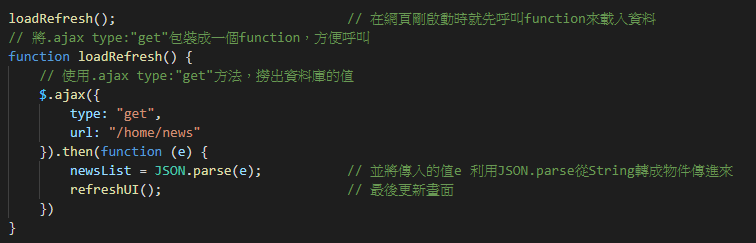 loadRefresh();                              // 在網頁剛啟動時就先呼叫function來載入資料
// 將.ajax type:"get"包裝成一個function，方便呼叫
function loadRefresh() {
    // 使用.ajax type:"get"方法，撈出資料庫的值
    $.ajax({
        type: "get",
        url: "/home/news"
    }).then(function (e) {
        newsList = JSON.parse(e);           // 並將傳入的值e 利用JSON.parse從String轉成物件傳進來
        refreshUI();                        // 最後更新畫面
    })
}